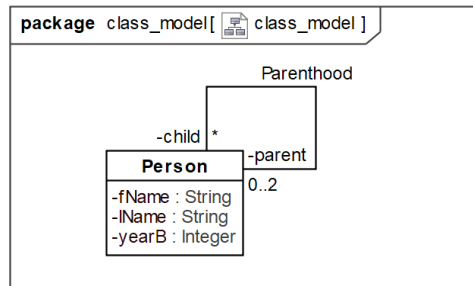 package class_model[ class_model ]
Parenthood
-child *
-parent
0..2
Person
-fName : String
-lName : String
-yearB : Integer